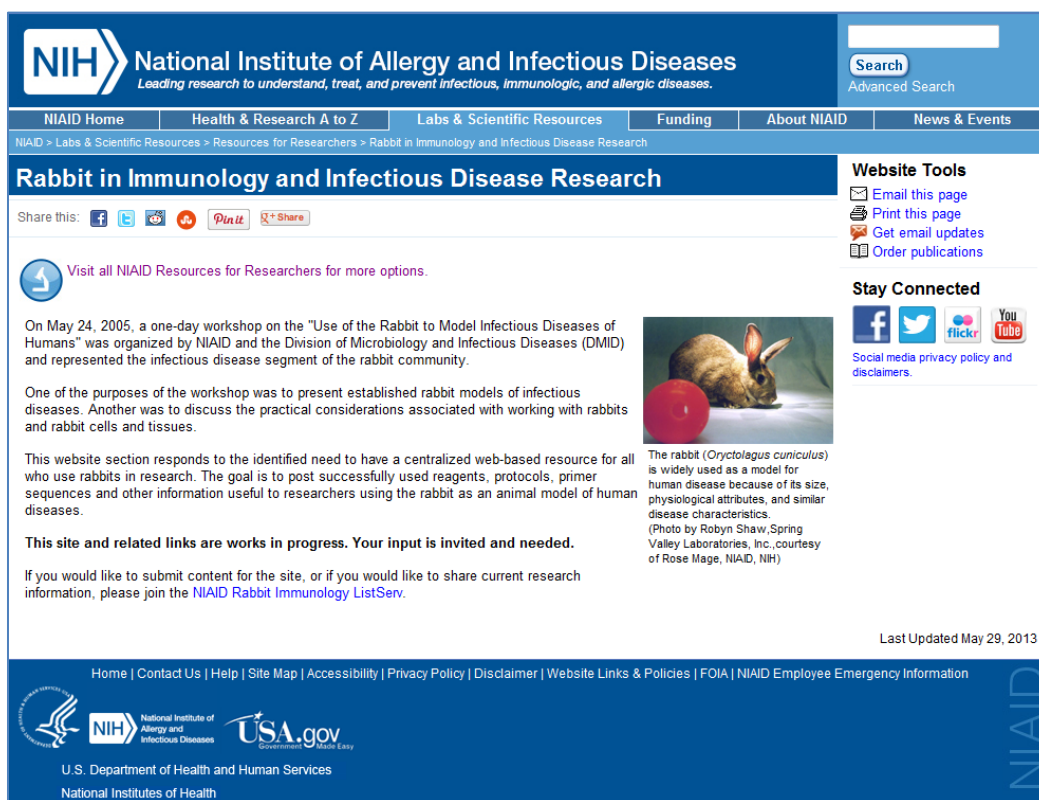 NIH
National Institute of Allergy and Infectious Diseases
Leading research to understand, treat, and prevent infectious, immunologic, and allergic diseases.
Search
Advanced Search
NIAID Home
Health & Research A to Z
Labs & Scientific Resources
Funding
About NIAID
News & Events
NIAID > Labs & Scientific Resources > Resources for Researchers > Rabbit in Immunology and Infectious Disease Research
Rabbit in Immunology and Infectious Disease Research
Share this:
Pin it
g+ Share
Visit all NIAID Resources for Researchers for more options.
On May 24, 2005, a one-day workshop on the "Use of the Rabbit to Model Infectious Diseases of
Humans" was organized by NIAID and the Division of Microbiology and Infectious Diseases (DMID)
and represented the infectious disease segment of the rabbit community.
One of the purposes of the workshop was to present established rabbit models of infectious
diseases. Another was to discuss the practical considerations associated with working with rabbits
and rabbit cells and tissues.
This website section responds to the identified need to have a centralized web-based resource for all
who use rabbits in research. The goal is to post successfully used reagents, protocols, primer
sequences and other information useful to researchers using the rabbit as an animal model of human
diseases.
This site and related links are works in progress. Your input is invited and needed.
If you would like to submit content for the site, or if you would like to share current research
information, please join the NIAID Rabbit Immunology ListServ.
The rabbit (Oryctolagus cuniculus)
is widely used as a model for
human disease because of its size,
physiological attributes, and similar
disease characteristics.
(Photo by Robyn Shaw,Spring
Valley Laboratories, Inc.,courtesy
of Rose Mage, NIAID, NIH)
Website Tools
Email this page
Print this page
Get email updates
Order publications
Stay Connected
flickr
You
Tube
Social media privacy policy and
disclaimers.
Last Updated May 29, 2013
Home | Contact Us | Help | Site Map | Accessibility | Privacy Policy | Disclaimer | Website Links & Policies | FOIA | NIAID Employee Emergency Information
NIH
National Institute of
Allergy and
Infectious Diseases
USA.gov
Government Made Easy
U.S. Department of Health and Human Services
National Institutes of Health
NIAID